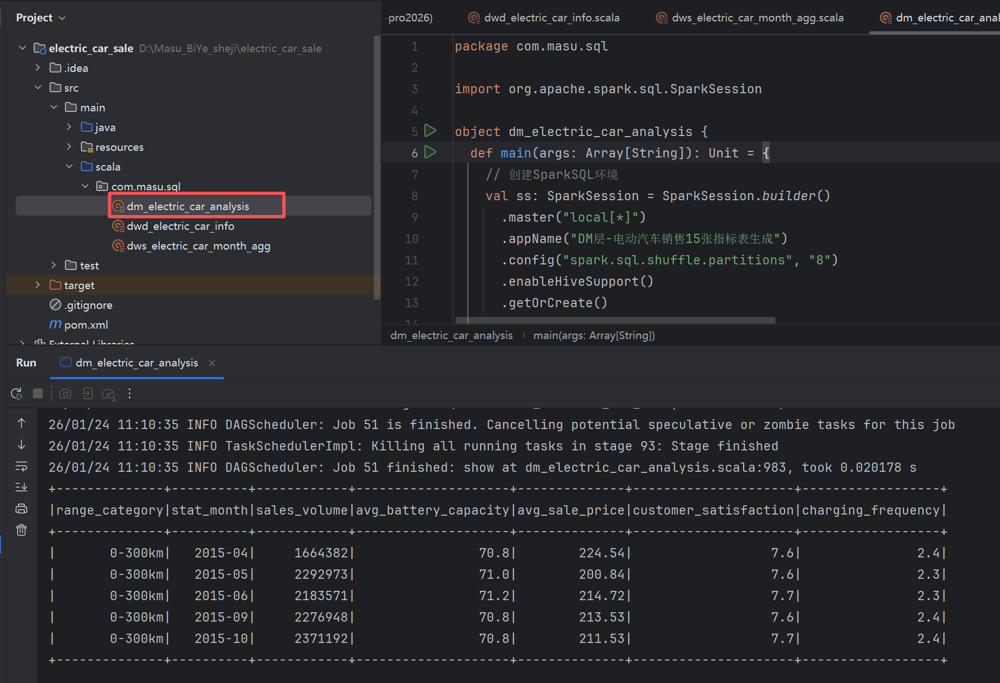 Project
electric_car_sale D:\Masu_BiYe_sheji\electric_car_sale
.idea
src
main
java
resources
scala
com.masu.sql
dm_electric_car_analysis
dwd_electric_car_info
dws_electric_car_month_agg
test
target
.gitignore
pom.xml
External Libraries
-pro2026) dwd_electric_car_info.scala dws_electric_car_month_agg.scala dm_electric_car_anal
1 package com.masu.sql
2
3 import org.apache.spark.sql.SparkSession
4
5 object dm_electric_car_analysis {
6 def main(args: Array[String]): Unit = {
7 // 创建SparkSQL环境
8 val ss: SparkSession = SparkSession.builder()
9 .master("local[*]")
10 .appName("DM层-电动汽车销售15张指标表生成")
11 .config("spark.sql.shuffle.partitions", "8")
12 .enableHiveSupport()
13 .getOrCreate()
14
dm_electric_car_analysis › main(args: Array[String])
Run dm_electric_car_analysis
26/01/24 11:10:35 INFO DAGScheduler: Job 51 is finished. Cancelling potential speculative or zombie tasks for this job
26/01/24 11:10:35 INFO TaskSchedulerImpl: Killing all running tasks in stage 93: Stage finished
26/01/24 11:10:35 INFO DAGScheduler: Job 51 finished: show at dm_electric_car_analysis.scala:983, took 0.020178 s
+--------------+----------+------------+--------------------+--------------+---------------------+------------------+
|range_category|stat_month|sales_volume|avg_battery_capacity|avg_sale_price|customer_satisfaction|charging_frequency|
+--------------+----------+------------+--------------------+--------------+---------------------+------------------+
|       0-300km|   2015-04|     1664382|                70.8|        224.54|                  7.6|               2.4|
|       0-300km|   2015-05|     2292973|                71.0|        200.84|                  7.6|               2.3|
|       0-300km|   2015-06|     2183571|                71.2|        214.72|                  7.7|               2.3|
|       0-300km|   2015-09|     2276948|                70.8|        213.53|                  7.6|               2.4|
|       0-300km|   2015-10|     2371192|                70.8|        211.53|                  7.7|               2.4|
+--------------+----------+------------+--------------------+--------------+---------------------+------------------+